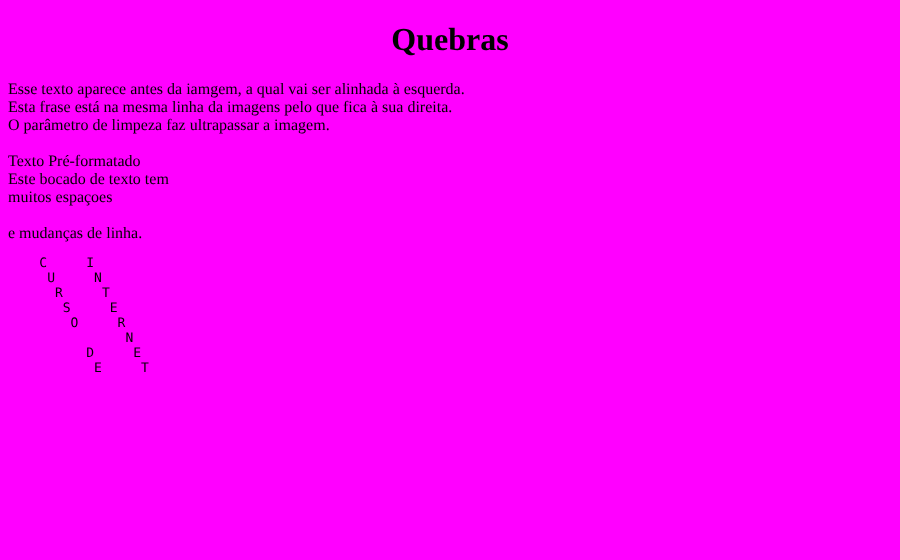 Quebras
Esse texto aparece antes da iamgem, a qual vai ser alinhada à esquerda.
Esta frase está na mesma linha da imagens pelo que fica à sua direita.
O parâmetro de limpeza faz ultrapassar a imagem.
Texto Pré-formatado
Este bocado de texto tem
muitos espaçoes
e mudanças de linha.
C     I
 U     N
  R     T
   S     E
    O     R
           N
      D     E
       E     T